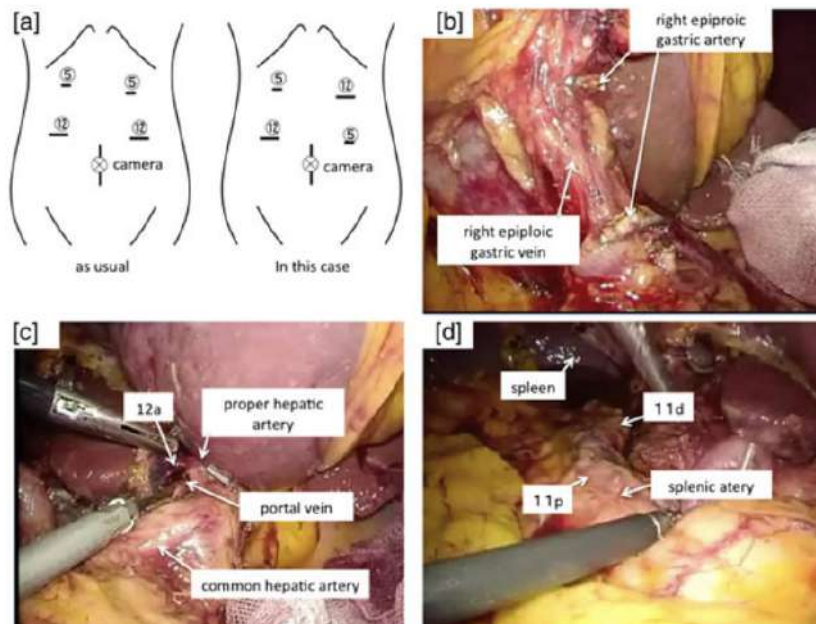 [a]
⑤
⑤
⑫
⑫
camera
as usual
⑤
⑫
⑫
⑤
camera
In this case
[b]
right epiproic
gastric artery
right epiploic
gastric vein
[c]
12a
proper hepatic
artery
portal vein
common hepatic artery
[d]
spleen
11d
11p
splenic atery